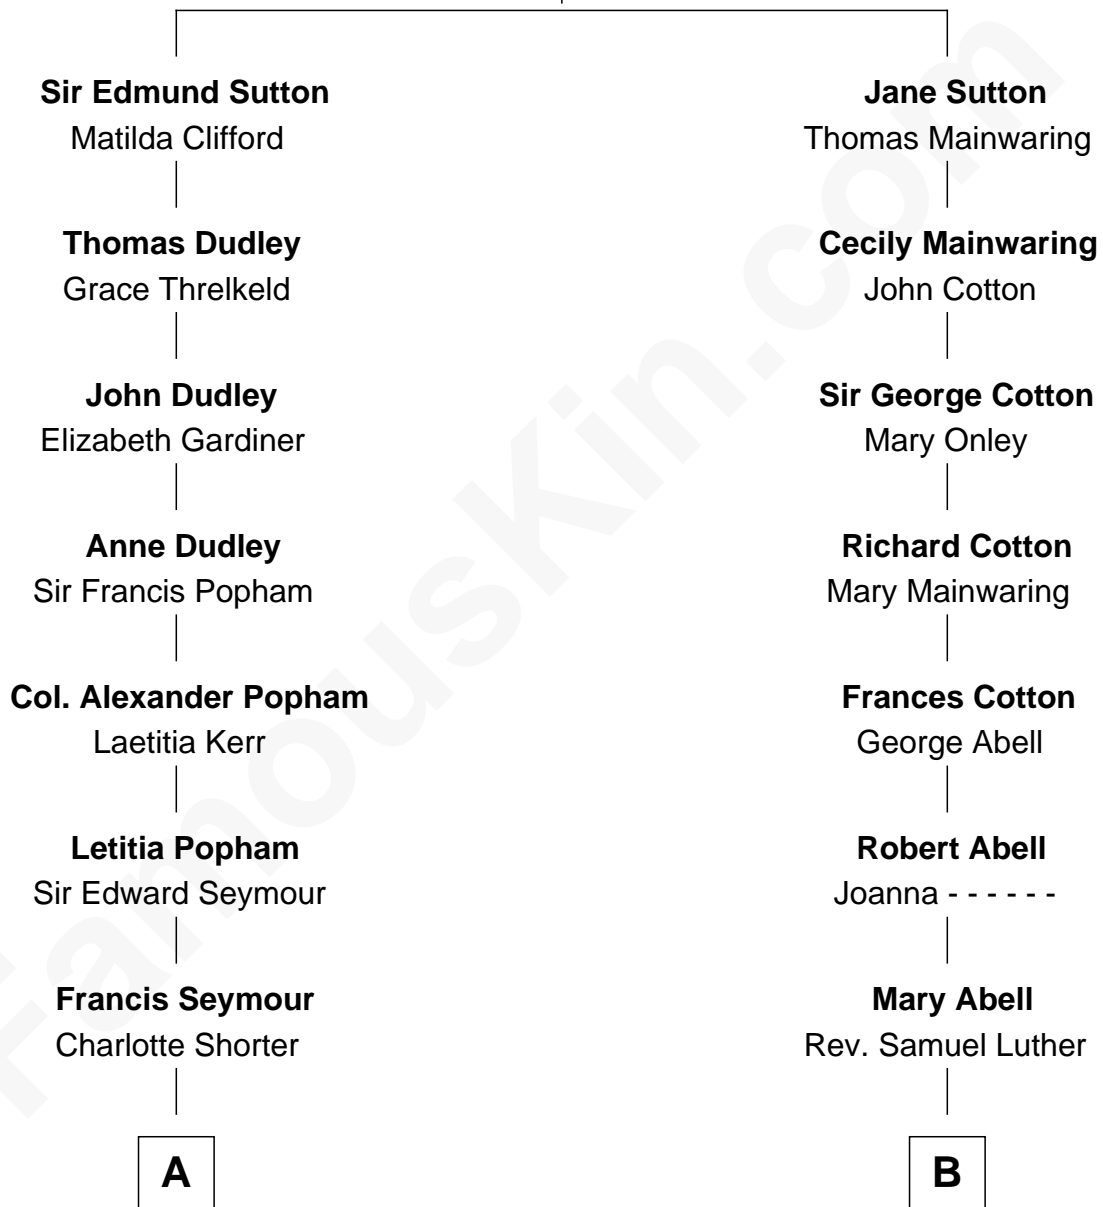 Sir Edmund Sutton
Matilda Clifford
Jane Sutton
Thomas Mainwaring
Thomas Dudley
Grace Threlkeld
Cecily Mainwaring
John Cotton
John Dudley
Elizabeth Gardiner
Sir George Cotton
Mary Onley
Anne Dudley
Sir Francis Popham
Richard Cotton
Mary Mainwaring
Col. Alexander Popham
Laetitia Kerr
Frances Cotton
George Abell
Letitia Popham
Sir Edward Seymour
Robert Abell
Joanna - - - - - -
Francis Seymour
Charlotte Shorter
Mary Abell
Rev. Samuel Luther
A
B
FamousKin.com